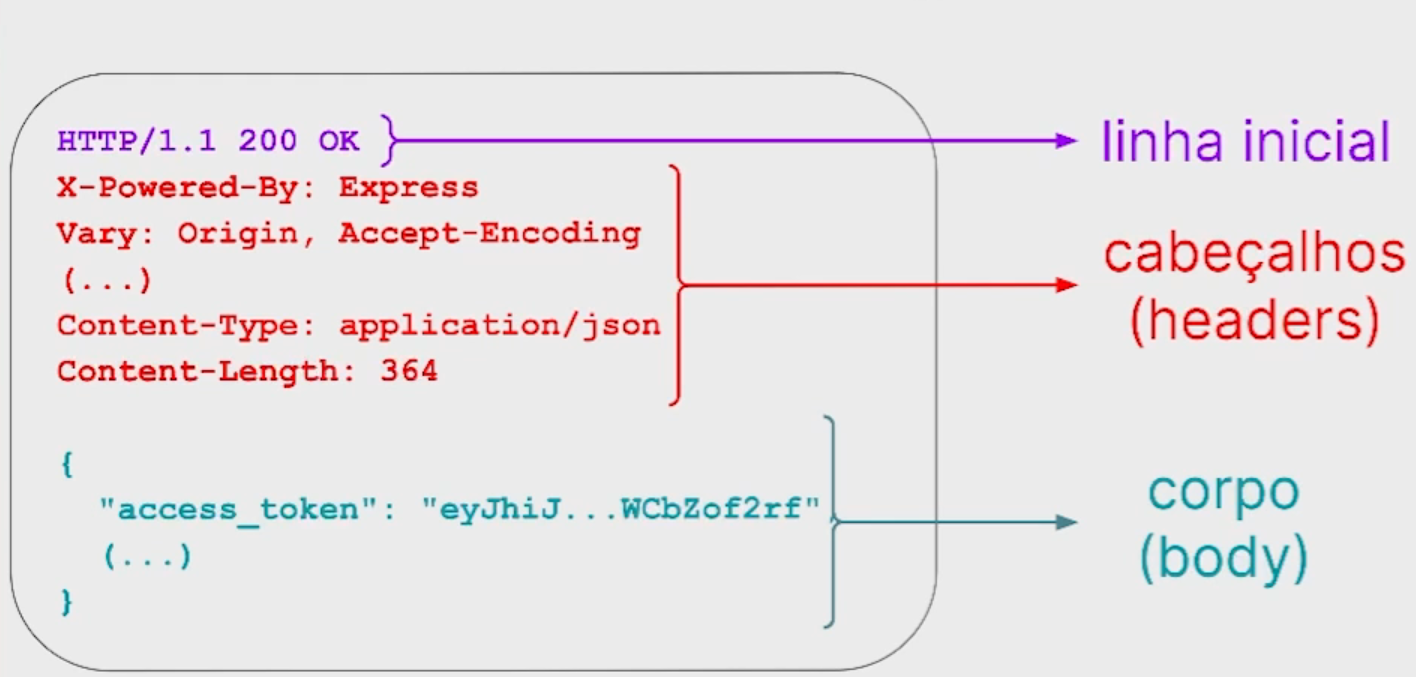 HTTP/1.1 200 OK
linha inicial
X-Powered-By: Express
Vary: Origin, Accept-Encoding
(...)
Content-Type: application/json
Content-Length: 364
cabeçalhos
(headers)
{
"access_token": "eyJhiJ...WCbZof2rf"
(...)
}
corpo
(body)